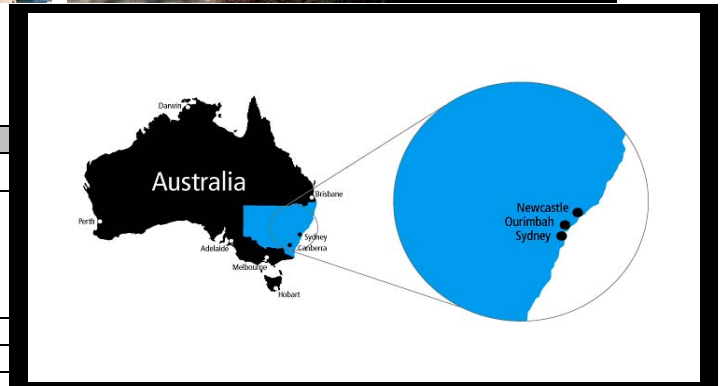 Darwin
Australia
Brisbane
Perth
Sydney
Adelaide
Canberra
Melbourne
Hobart
Newcastle
Ourimbah
Sydney